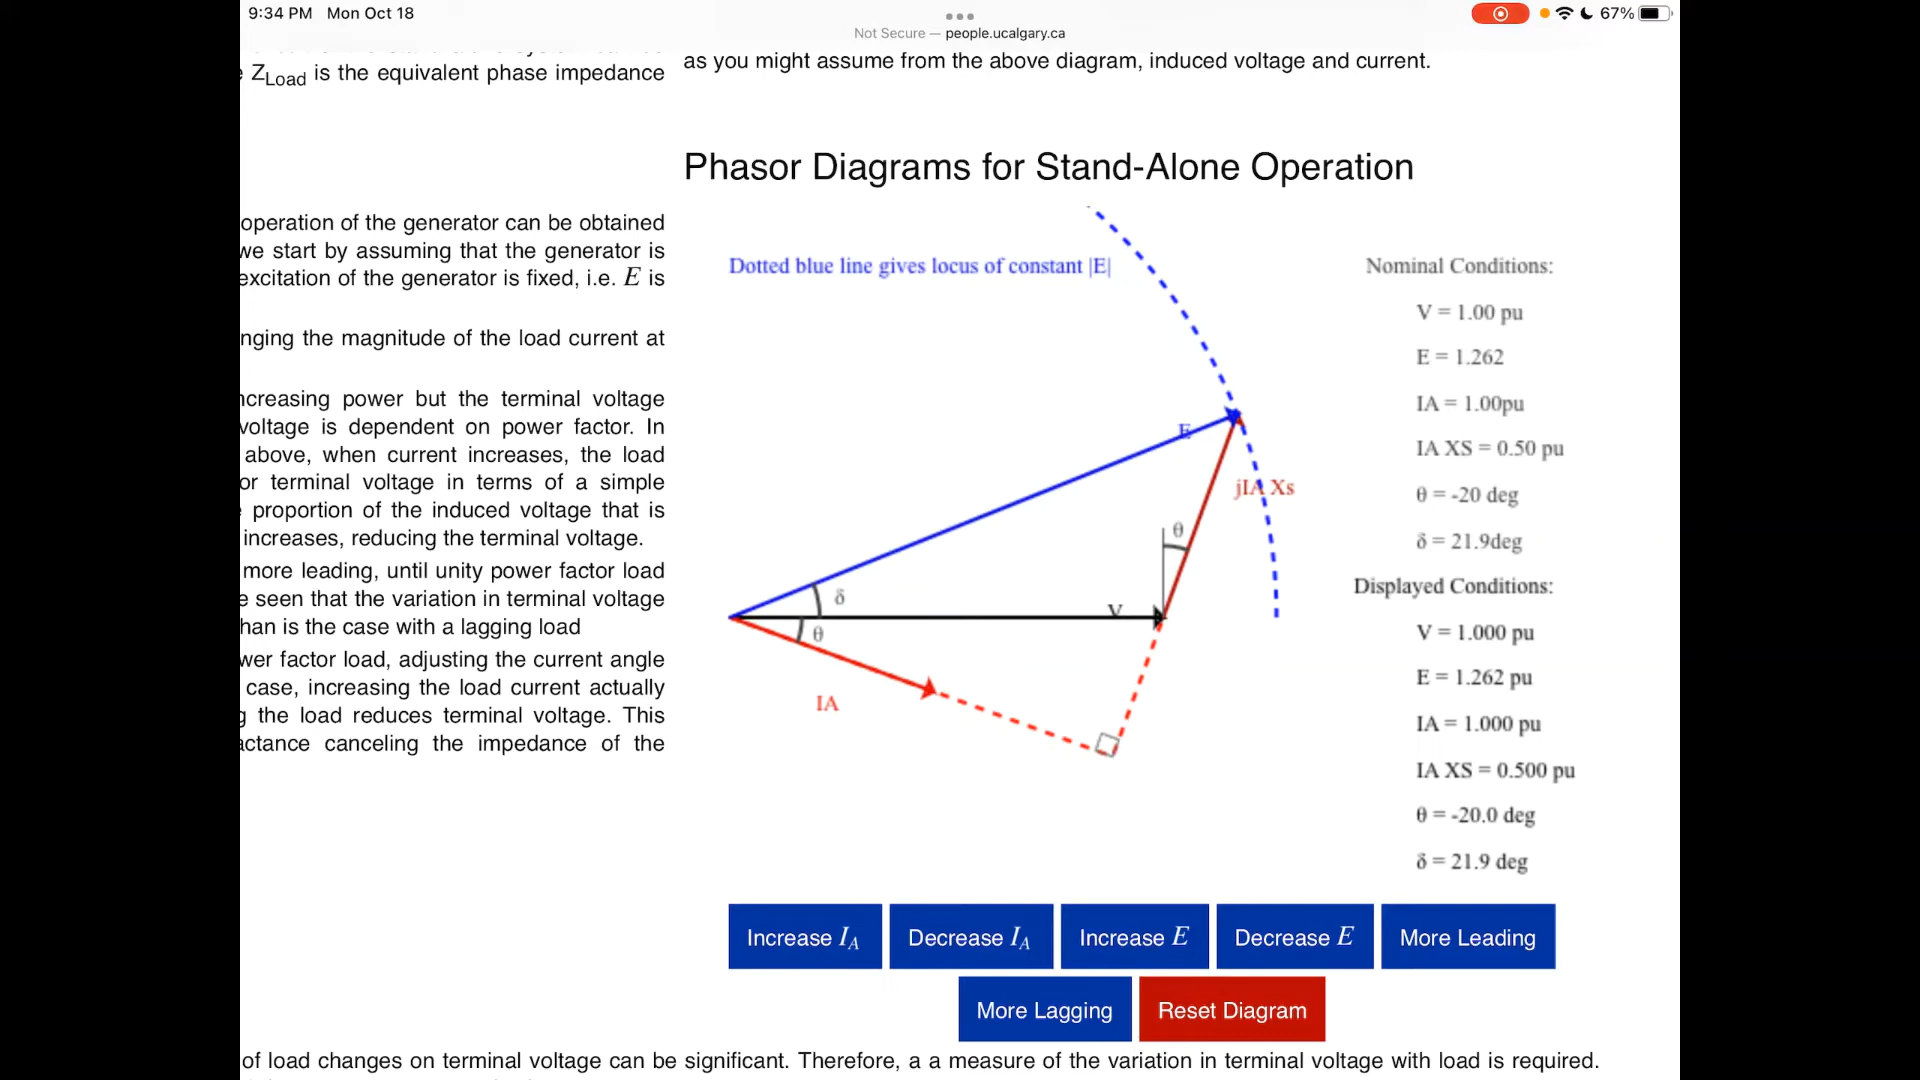 9:34 PM Mon Oct 18
67%
Not Secure — people.ucalgary.ca
Z_Load is the equivalent phase impedance
as you might assume from the above diagram, induced voltage and current.
operation of the generator can be obtained
we start by assuming that the generator is
excitation of the generator is fixed, i.e. E is
nging the magnitude of the load current at
ncreasing power but the terminal voltage
voltage is dependent on power factor. In
above, when current increases, the load
or terminal voltage in terms of a simple
proportion of the induced voltage that is
increases, reducing the terminal voltage.
more leading, until unity power factor load
e seen that the variation in terminal voltage
han is the case with a lagging load
wer factor load, adjusting the current angle
case, increasing the load current actually
g the load reduces terminal voltage. This
actance canceling the impedance of the
Phasor Diagrams for Stand-Alone Operation
Dotted blue line gives locus of constant |E|
E
jIA Xs
θ
δ
V
θ
IA
Nominal Conditions:
V = 1.00 pu
E = 1.262
IA = 1.00pu
IA XS = 0.50 pu
θ = -20 deg
δ = 21.9deg
Displayed Conditions:
V = 1.000 pu
E = 1.262 pu
IA = 1.000 pu
IA XS = 0.500 pu
θ = -20.0 deg
δ = 21.9 deg
Increase I_A
Decrease I_A
Increase E
Decrease E
More Leading
More Lagging
Reset Diagram
of load changes on terminal voltage can be significant. Therefore, a a measure of the variation in terminal voltage with load is required.